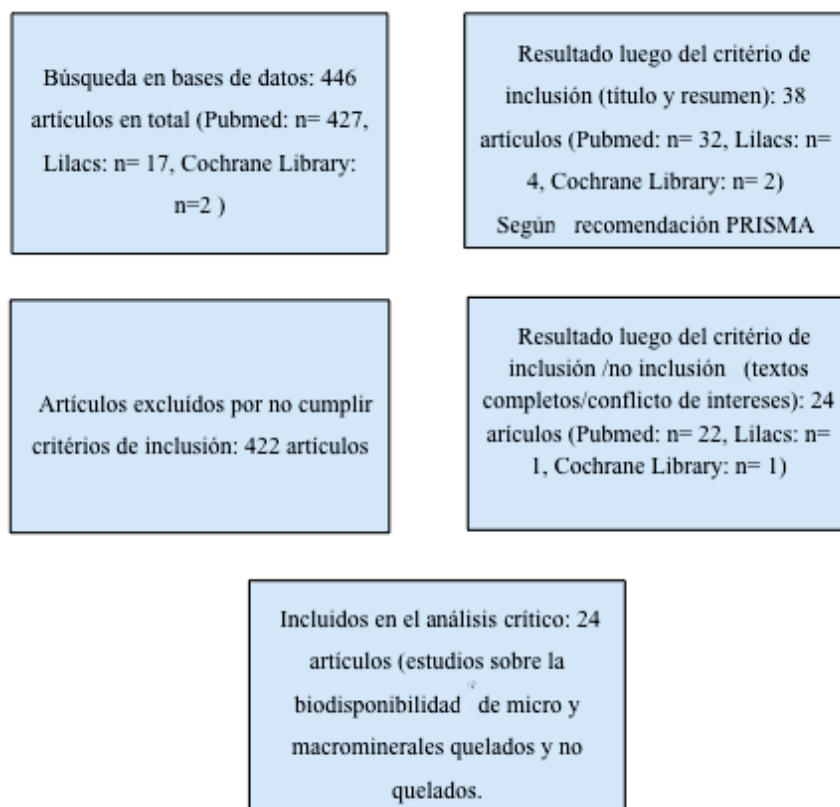 Búsqueda en bases de datos: 446
artículos en total (Pubmed: n= 427,
Lilacs: n= 17, Cochrane Library:
n=2 )
Resultado luego del critério de
inclusión (título y resumen): 38
artículos (Pubmed: n= 32, Lilacs: n=
4, Cochrane Library: n= 2)
Según recomendación PRISMA
Artículos excluídos por no cumplir
critérios de inclusión: 422 artículos
Resultado luego del critério de
inclusión /no inclusión (textos
completos/conflicto de intereses): 24
arículos (Pubmed: n= 22, Lilacs: n=
1, Cochrane Library: n= 1)
Incluidos en el análisis crítico: 24
artículos (estudios sobre la
biodisponibilidad de micro y
macrominerales quelados y no
quelados.